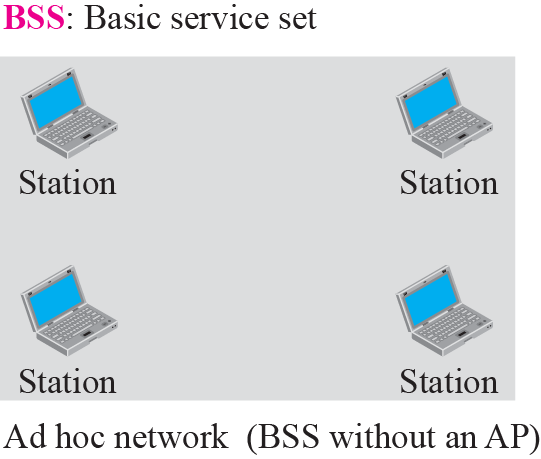 BSS: Basic service set
Station Station
Station Station
Ad hoc network (BSS without an AP)